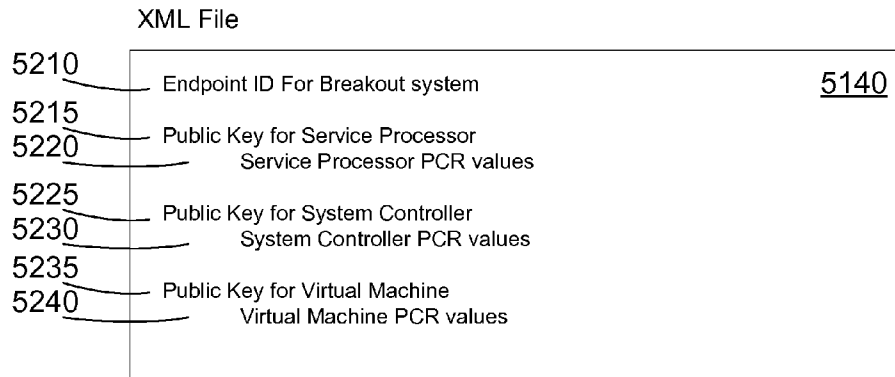 XML File
5210 Endpoint ID For Breakout system 5140
5215 Public Key for Service Processor
5220 Service Processor PCR values
5225 Public Key for System Controller
5230 System Controller PCR values
5235 Public Key for Virtual Machine
5240 Virtual Machine PCR values